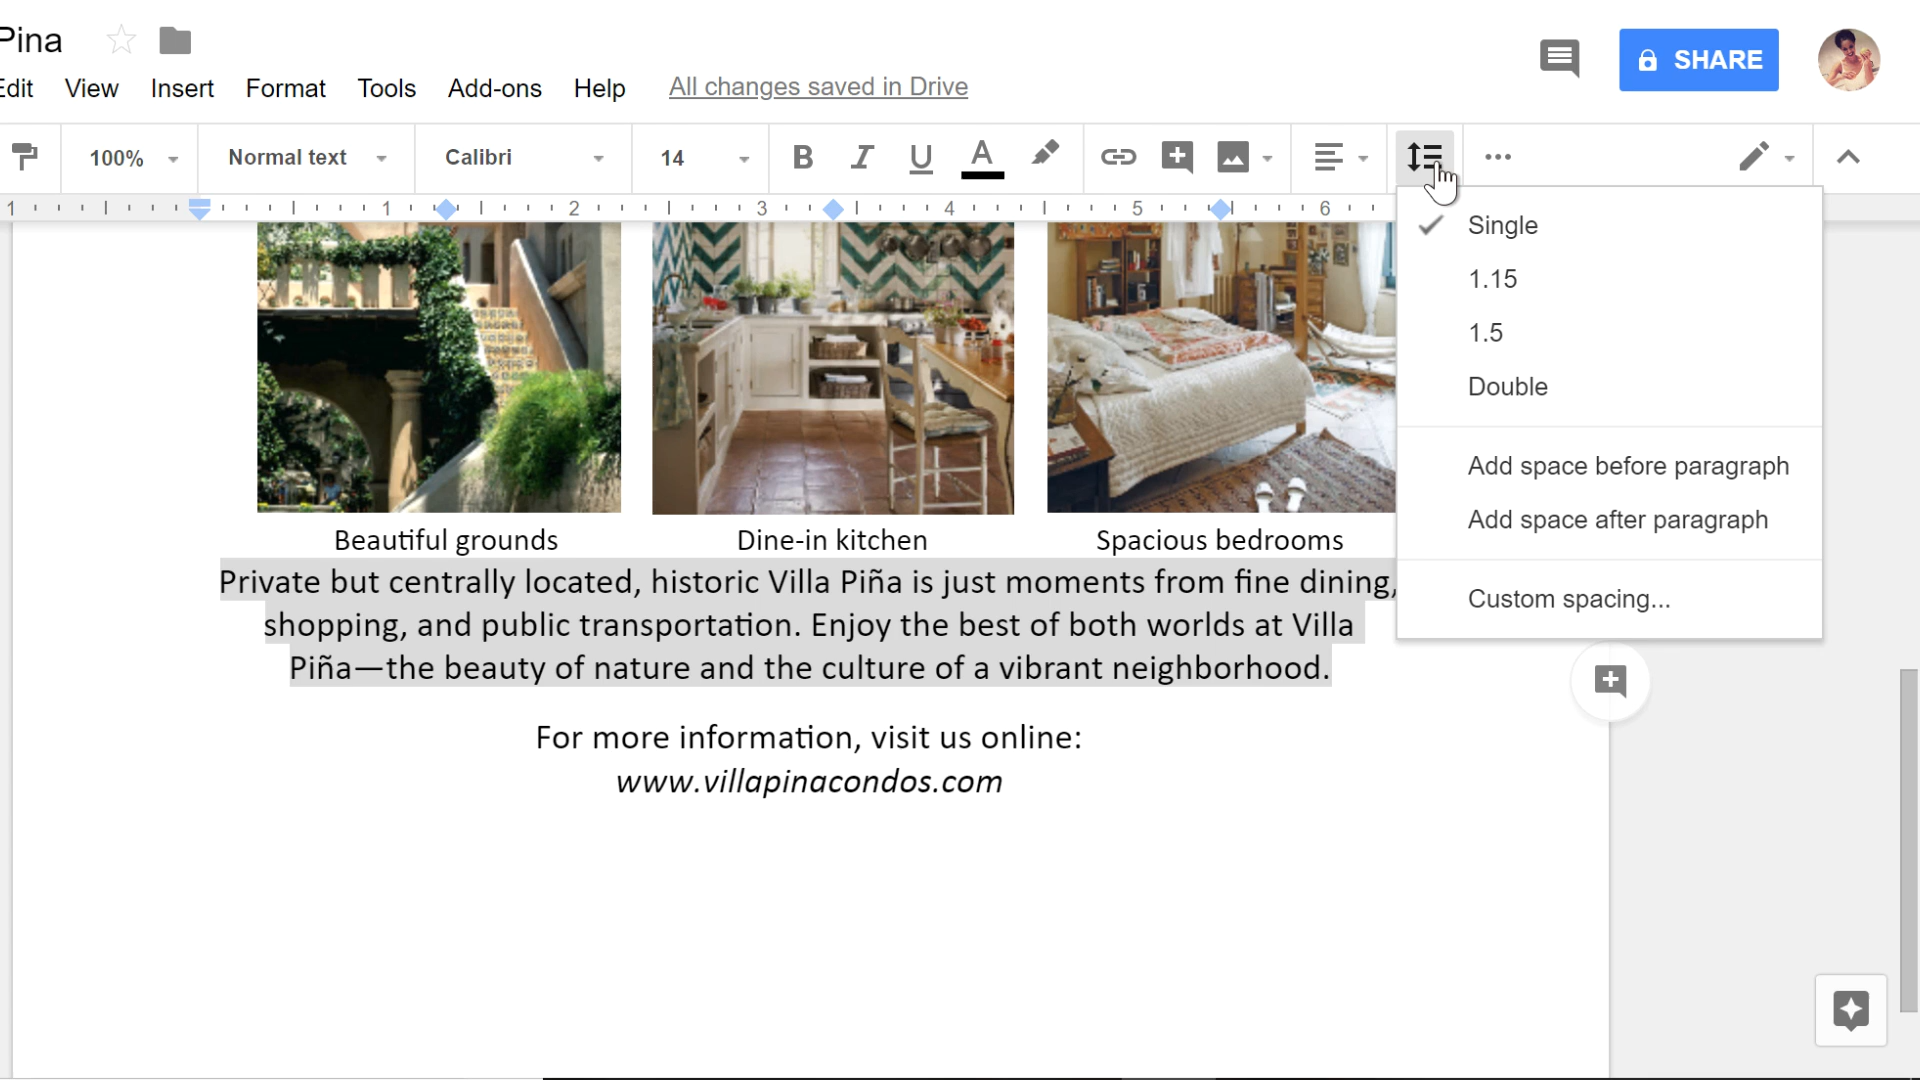 Pina
Edit View Insert Format Tools Add-ons Help All changes saved in Drive
SHARE
100% Normal text Calibri 14 B I U A
1 1 2 3 4 5 6
Single
1.15
1.5
Double
Add space before paragraph
Add space after paragraph
Custom spacing...
Beautiful grounds Dine-in kitchen Spacious bedrooms
Private but centrally located, historic Villa Piña is just moments from fine dining,
shopping, and public transportation. Enjoy the best of both worlds at Villa
Piña—the beauty of nature and the culture of a vibrant neighborhood.
For more information, visit us online:
www.villapinacondos.com